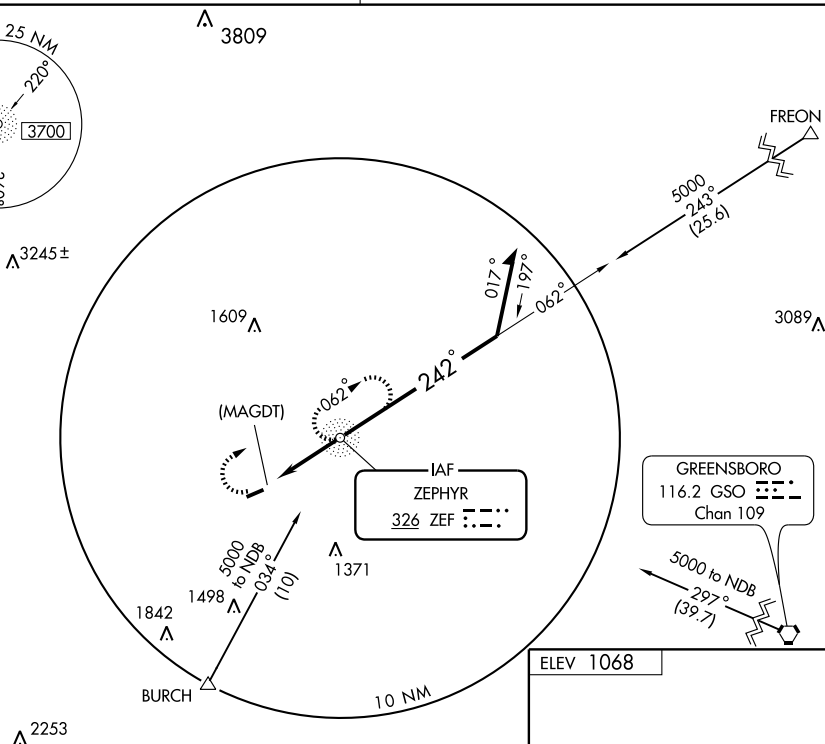 25 NM
220°
3700
3809
FREON
5000
243°
(25.6)
3245±
017°
197°
062°
1609
3089
242°
062°
(MAGDT)
IAF
ZEPHYR
326 ZEF
GREENSBORO
116.2 GSO
Chan 109
5000
to NDB
034°
(10)
1371
5000 to NDB
297°
(39.7)
1498
1842
BURCH
10 NM
ELEV 1068
2253